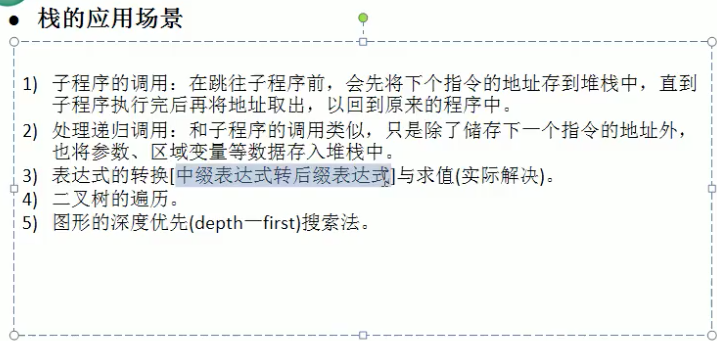 ● 栈的应用场景
1) 子程序的调用：在跳往子程序前，会先将下个指令的地址存到堆栈中，直到
子程序执行完后再将地址取出，以回到原来的程序中。
2) 处理递归调用：和子程序的调用类似，只是除了储存下一个指令的地址外，
也将参数、区域变量等数据存入堆栈中。
3) 表达式的转换[中缀表达式转后缀表达式]与求值(实际解决)。
4) 二叉树的遍历。
5) 图形的深度优先(depth一first)搜索法。